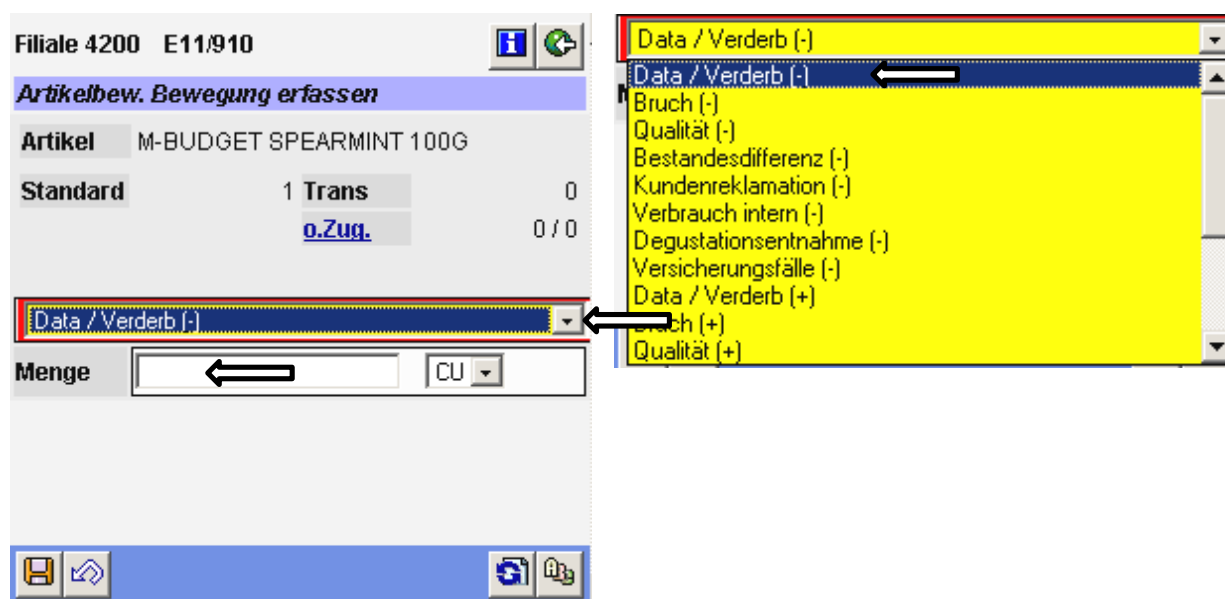 Filiale 4200 E11/910
Artikelbew. Bewegung erfassen
Artikel M-BUDGET SPEARMINT 100G
Standard 1 Trans 0
o.Zug. 0 / 0
Data / Verderb (-)
Menge CU
Data / Verderb (-)
Data / Verderb (-)
Bruch (-)
Qualität (-)
Bestandesdifferenz (-)
Kundenreklamation (-)
Verbrauch intern (-)
Degustationsentnahme (-)
Versicherungsfälle (-)
Data / Verderb (+)
Bruch (+)
Qualität (+)